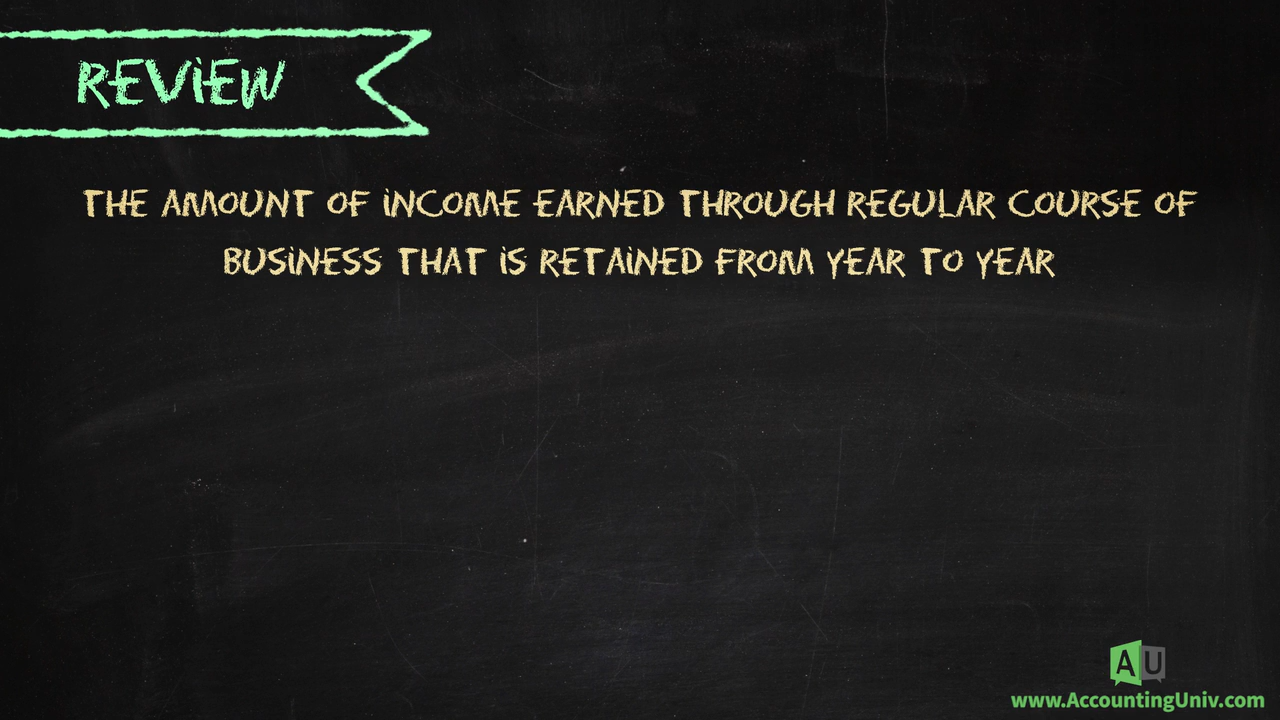 REViEW
THE AMOUNT OF iNCOME EARNED THROUGH REGULAR COURSE OF
BUSiNESS THAT iS RETAiNED FROM YEAR TO YEAR
AU
www.AccountingUniv.com